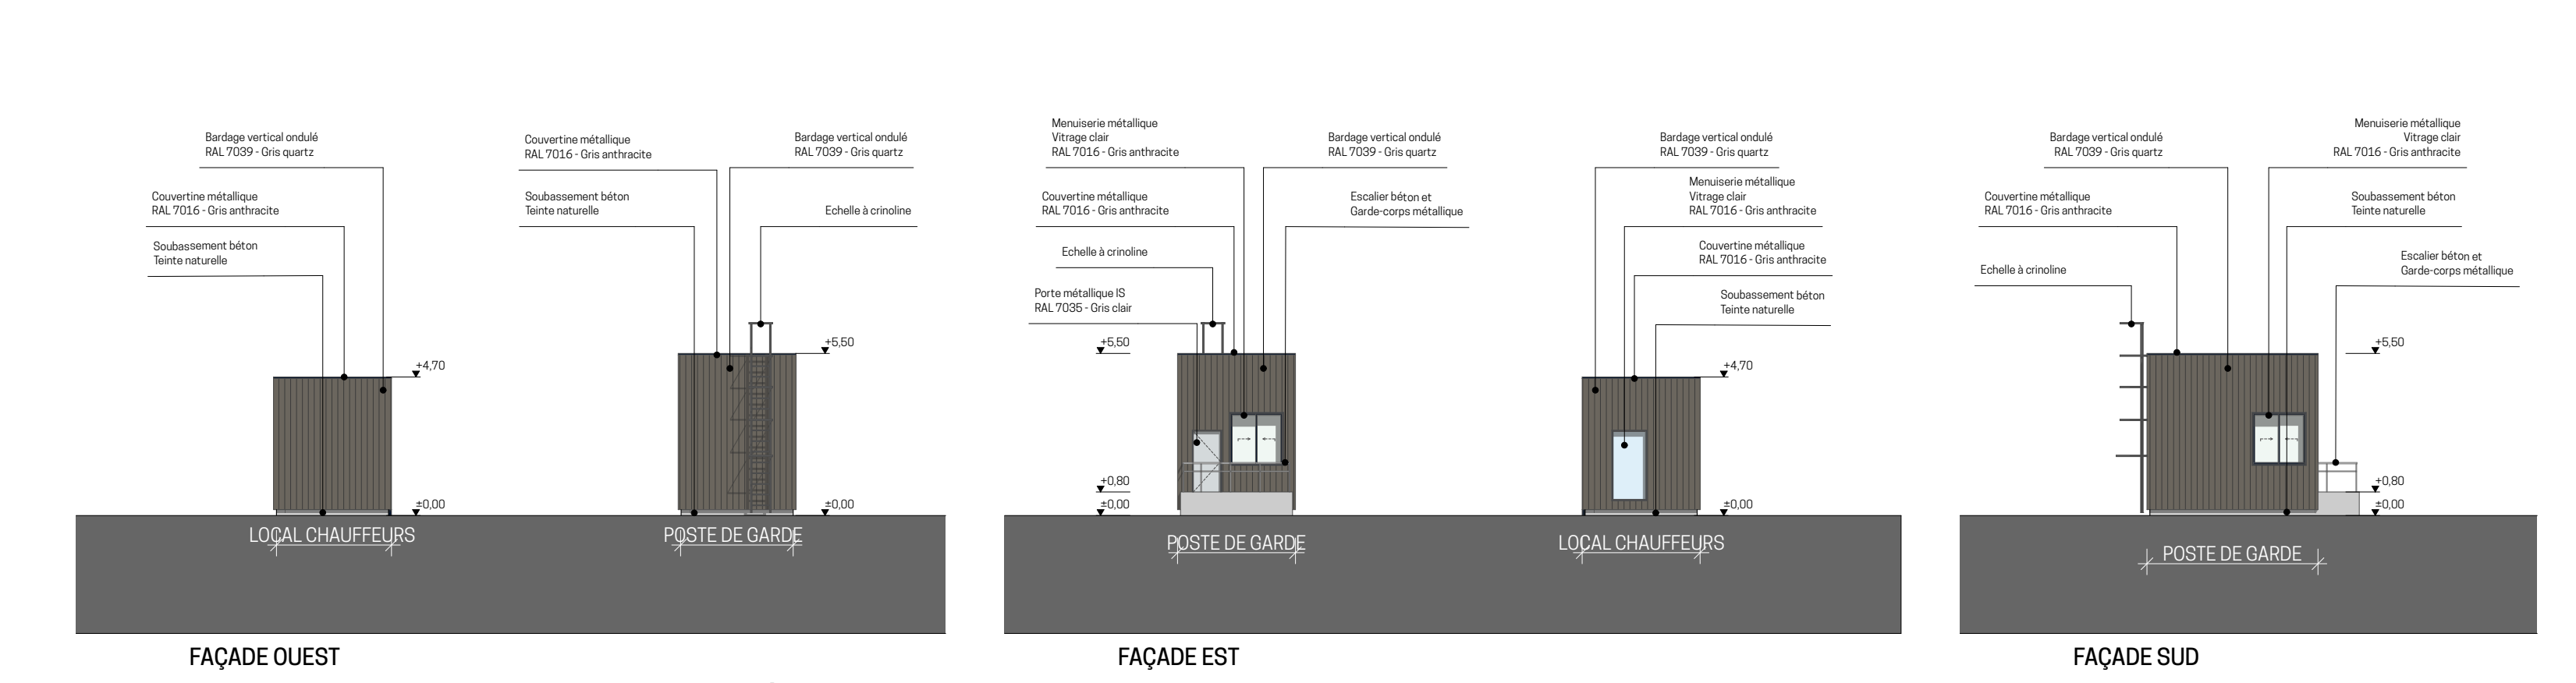 Bardage vertical ondulé
RAL 7039 - Gris quartz
Couvertine métallique
RAL 7016 - Gris anthracite
Soubassement béton
Teinte naturelle
+4,70
±0,00
LOCAL CHAUFFEURS
Couvertine métallique
RAL 7016 - Gris anthracite
Bardage vertical ondulé
RAL 7039 - Gris quartz
Soubassement béton
Teinte naturelle
Echelle à crinoline
+5,50
±0,00
POSTE DE GARDE
FAÇADE OUEST
Menuiserie métallique
Vitrage clair
RAL 7016 - Gris anthracite
Bardage vertical ondulé
RAL 7039 - Gris quartz
Couvertine métallique
RAL 7016 - Gris anthracite
Escalier béton et
Garde-corps métallique
Echelle à crinoline
Porte métallique IS
RAL 7035 - Gris clair
+5,50
+0,80
±0,00
POSTE DE GARDE
Bardage vertical ondulé
RAL 7039 - Gris quartz
Menuiserie métallique
Vitrage clair
RAL 7016 - Gris anthracite
Couvertine métallique
RAL 7016 - Gris anthracite
Soubassement béton
Teinte naturelle
+4,70
±0,00
LOCAL CHAUFFEURS
FAÇADE EST
Bardage vertical ondulé
RAL 7039 - Gris quartz
Menuiserie métallique
Vitrage clair
RAL 7016 - Gris anthracite
Couvertine métallique
RAL 7016 - Gris anthracite
Soubassement béton
Teinte naturelle
Echelle à crinoline
Escalier béton et
Garde-corps métallique
+5,50
+0,80
±0,00
POSTE DE GARDE
FAÇADE SUD